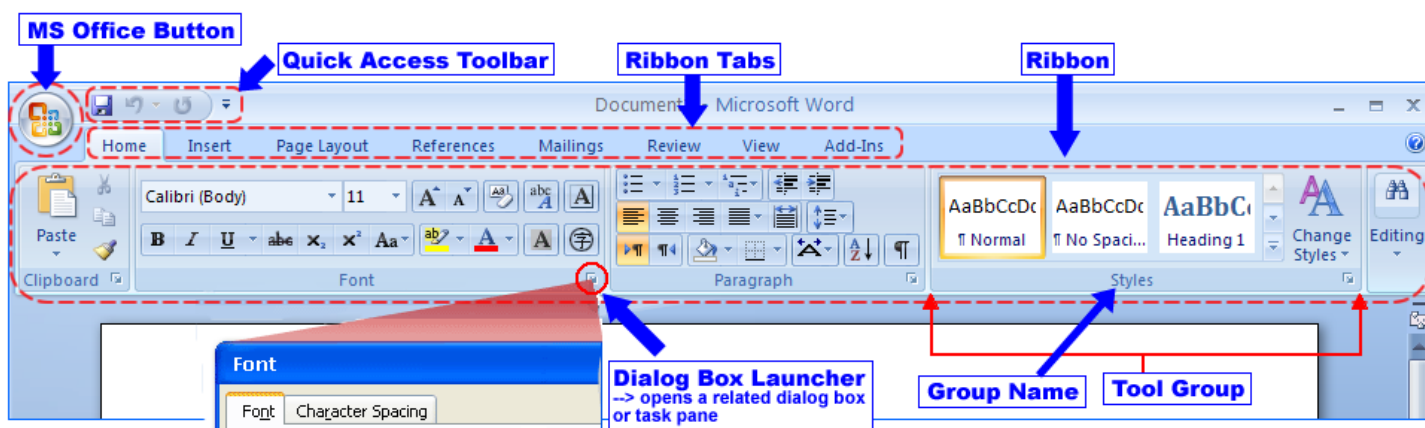 MS Office Button
Quick Access Toolbar
Ribbon Tabs
Ribbon
Document Microsoft Word
Home Insert Page Layout References Mailings Review View Add-Ins
Calibri (Body) 11
Paste
AaBbCcDc AaBbCcDc AaBbC
¶ Normal ¶ No Spaci... Heading 1
Change Styles
Editing
Clipboard Font Paragraph Styles
Font
Font Character Spacing
Dialog Box Launcher
--> opens a related dialog box
or task pane
Group Name
Tool Group